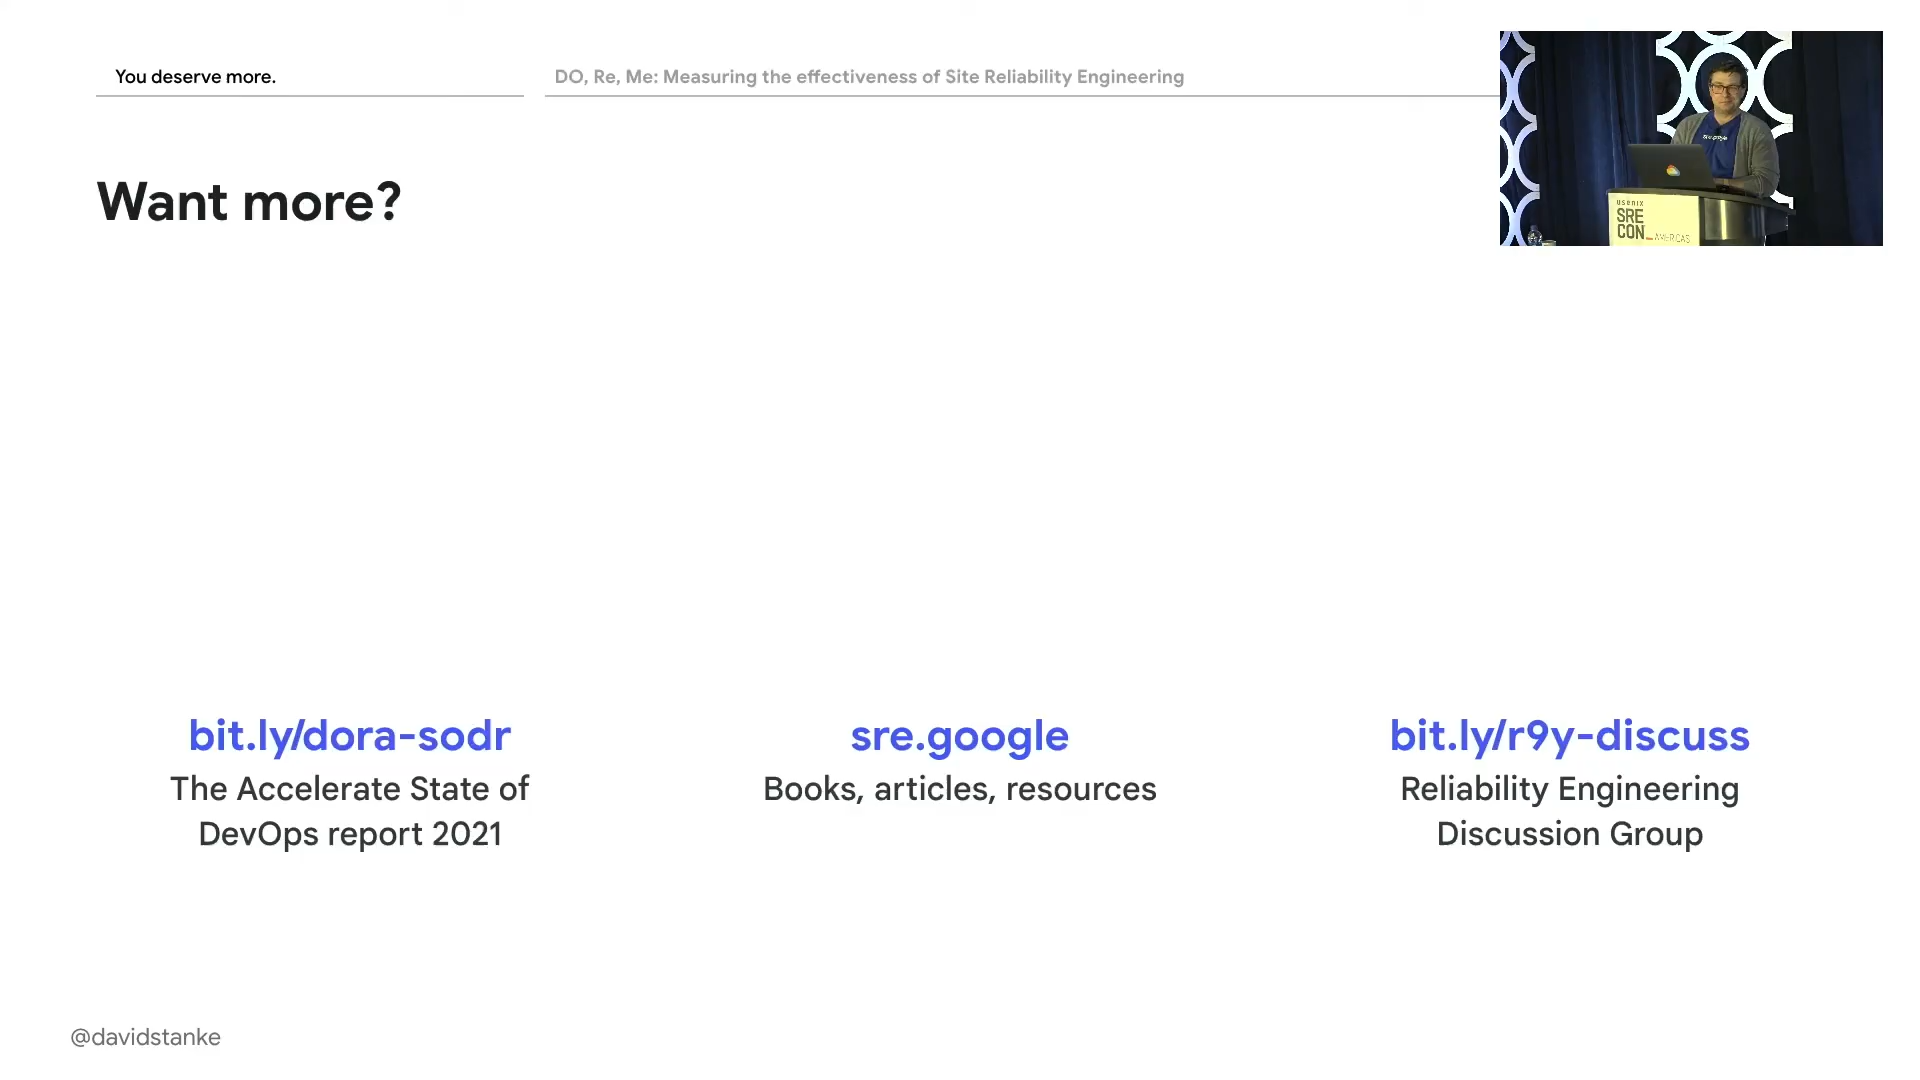 You deserve more.
DO, Re, Me: Measuring the effectiveness of Site Reliability Engineering
Want more?
usenix
SRE
CON_AMERICAS
bit.ly/dora-sodr
The Accelerate State of
DevOps report 2021
sre.google
Books, articles, resources
bit.ly/r9y-discuss
Reliability Engineering
Discussion Group
@davidstanke